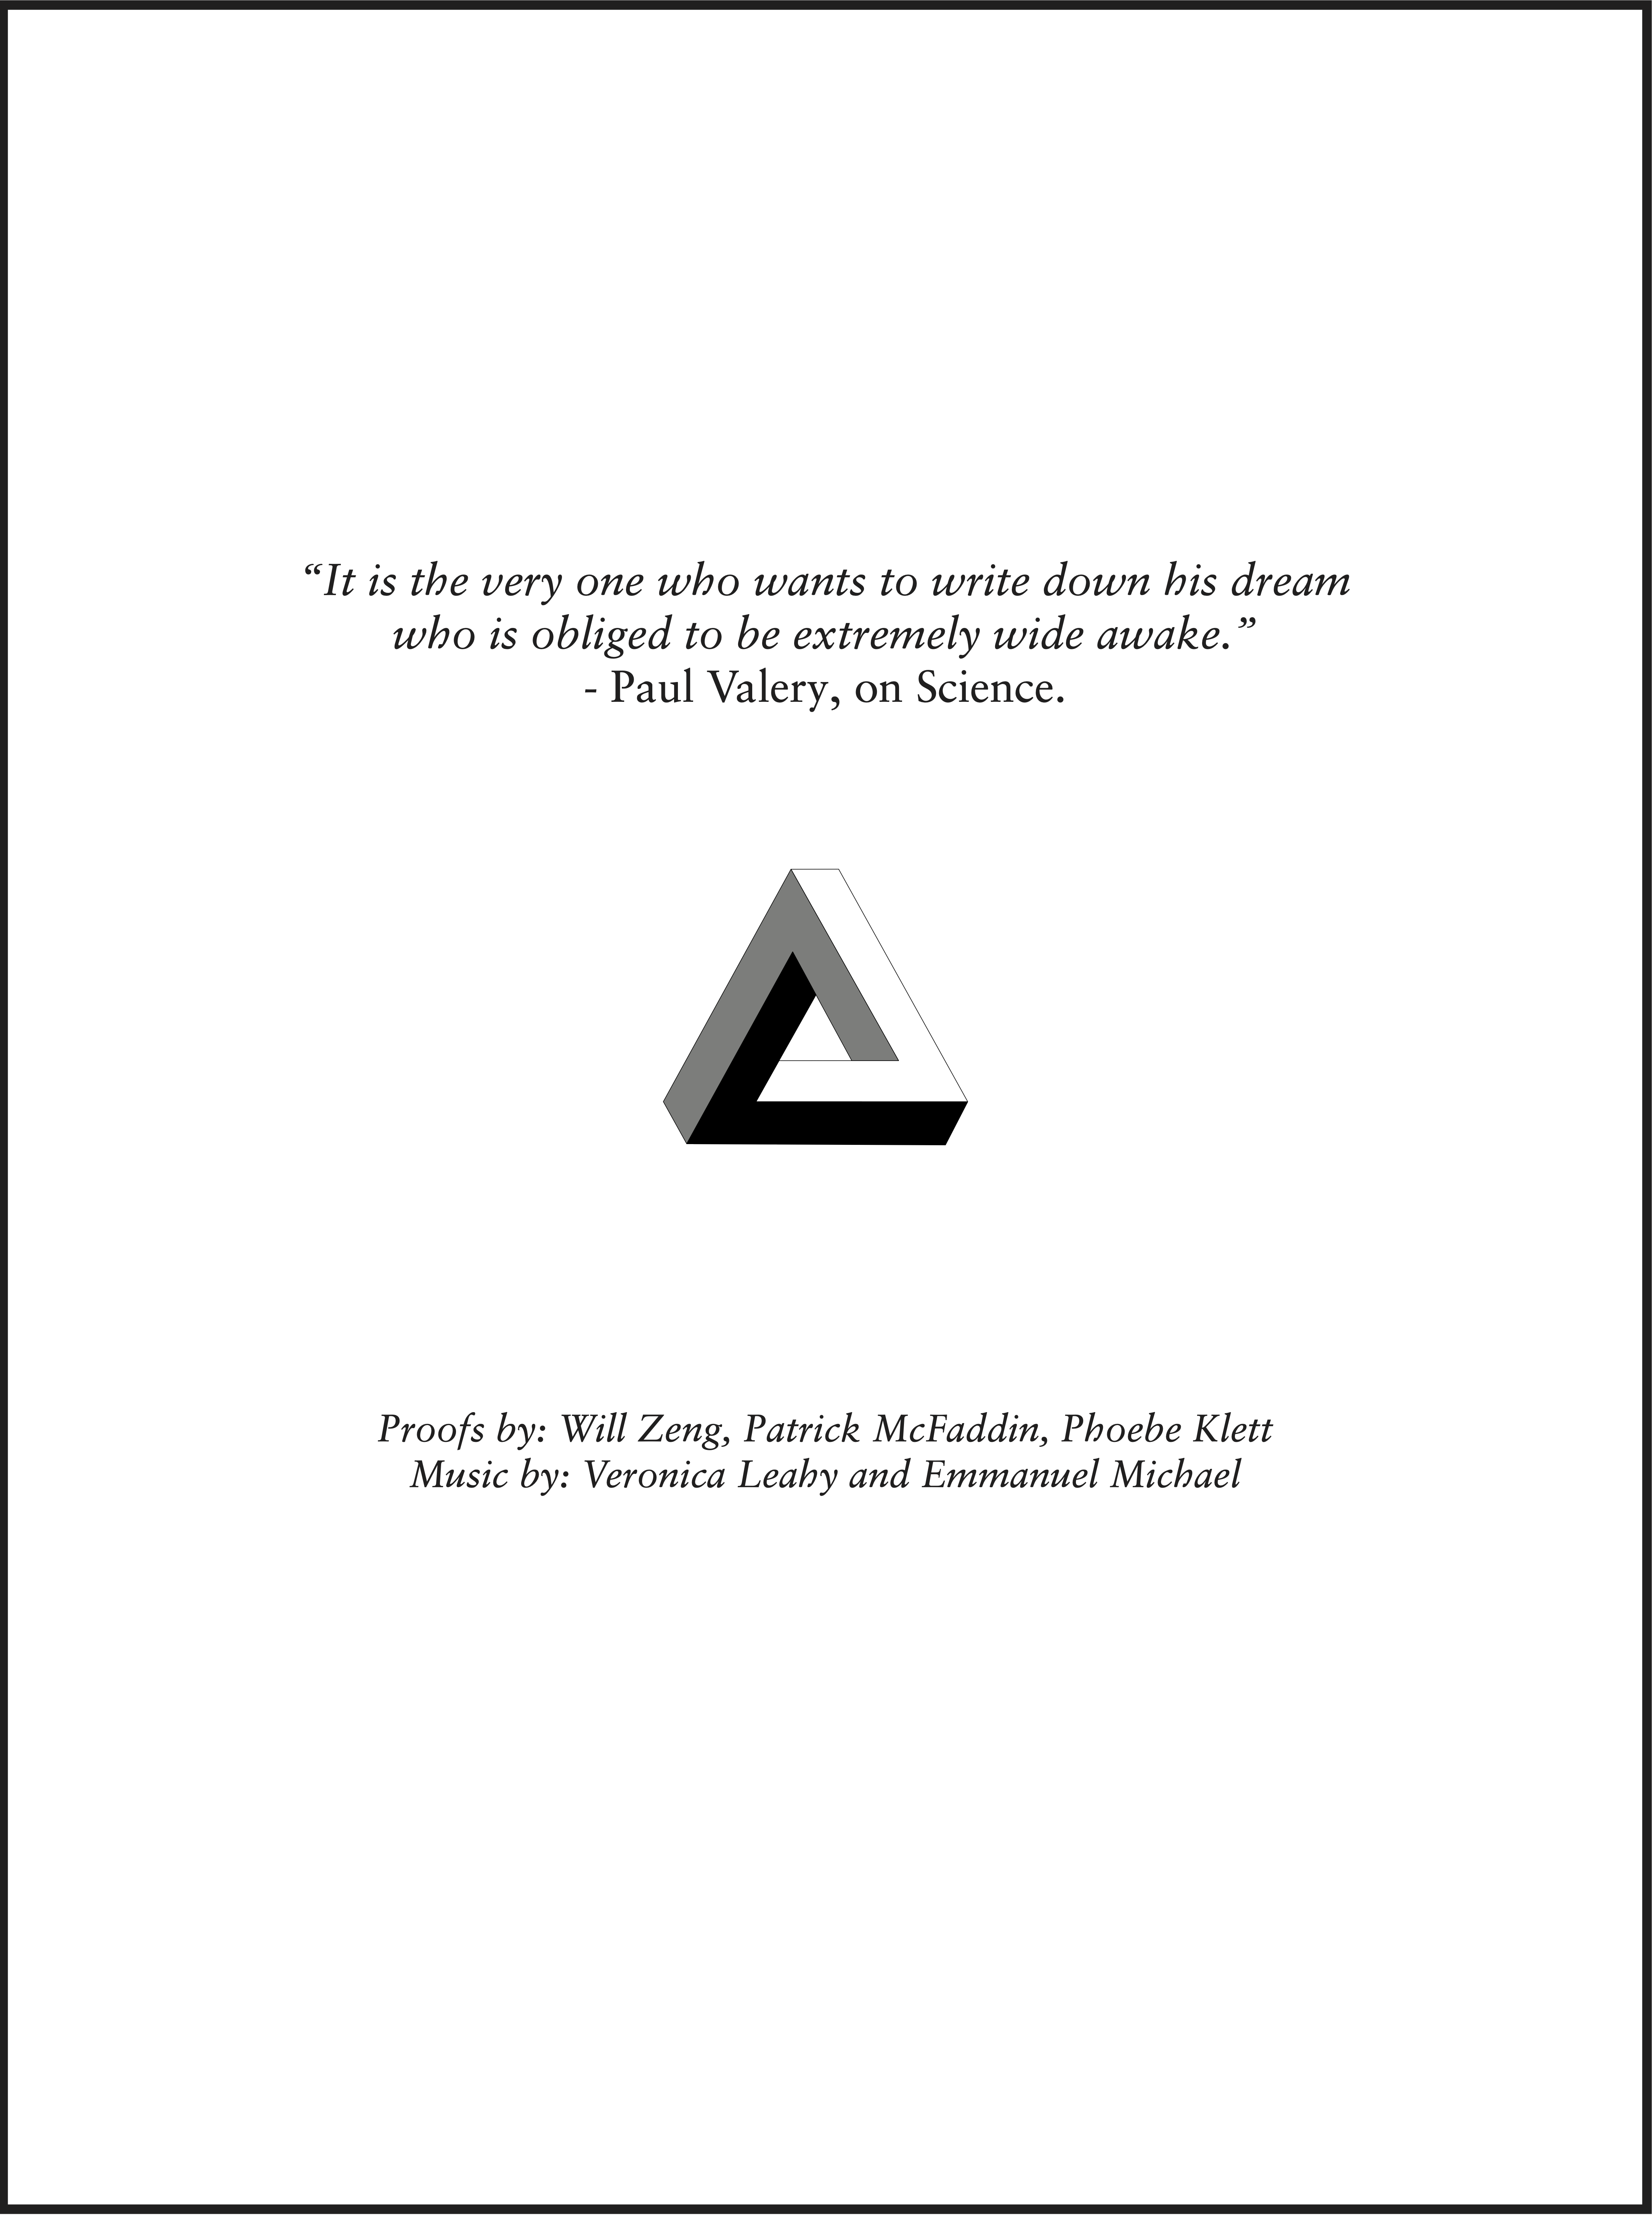 “It is the very one who wants to write down his dream
who is obliged to be extremely wide awake.”
- Paul Valery, on Science.
Proofs by: Will Zeng, Patrick McFaddin, Phoebe Klett
Music by: Veronica Leahy and Emmanuel Michael